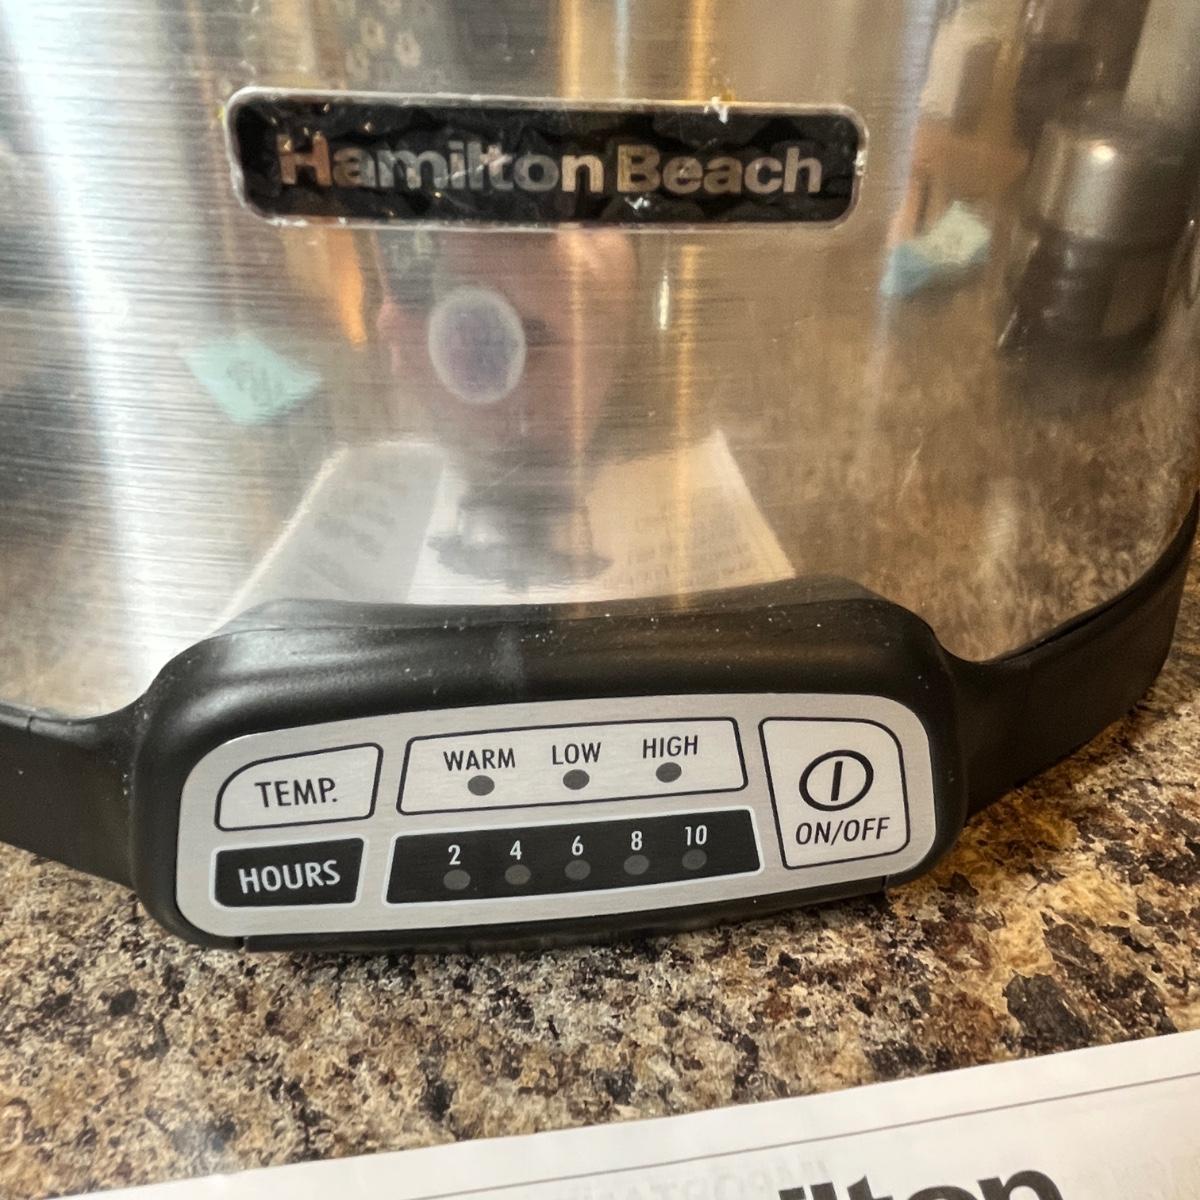 Hamilton Beach
TEMP.
WARM LOW HIGH
ON/OFF
HOURS
2 4 6 8 10